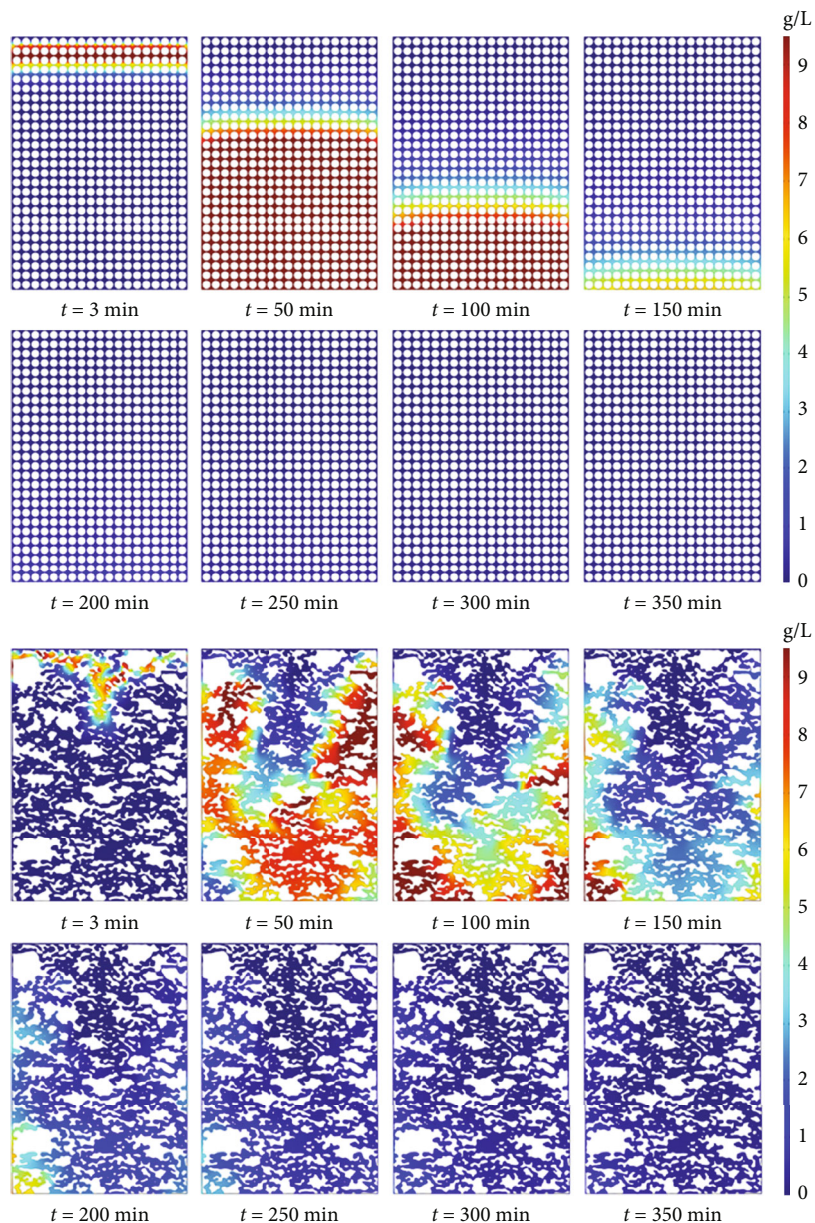 g/L
9
8
7
6
5
4
3
2
1
0
t = 3 min
t = 50 min
t = 100 min
t = 150 min
t = 200 min
t = 250 min
t = 300 min
t = 350 min
g/L
9
8
7
6
5
4
3
2
1
0
t = 3 min
t = 50 min
t = 100 min
t = 150 min
t = 200 min
t = 250 min
t = 300 min
t = 350 min